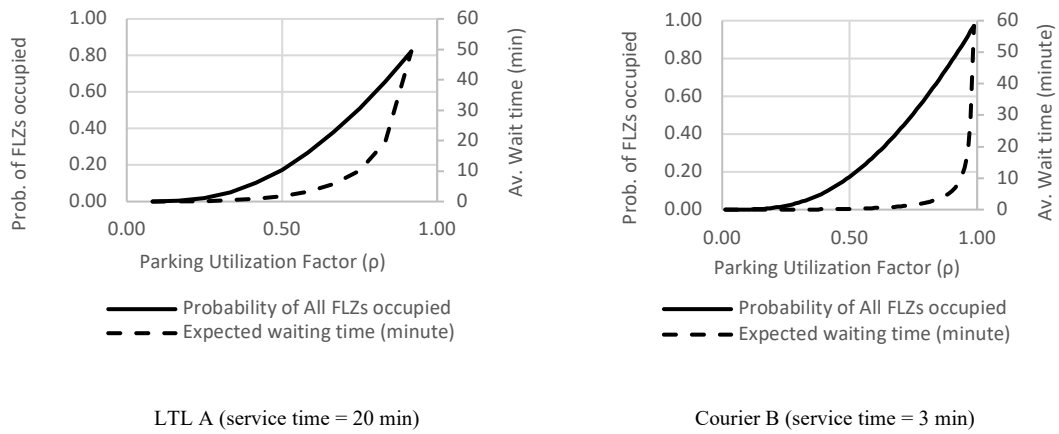 1.00
0.80
0.60
0.40
0.20
0.00
Prob. of FLZs occupied
60
50
40
30
20
10
0
Av. Wait time (min)
0.00 0.50 1.00
Parking Utilization Factor (ρ)
Probability of All FLZs occupied
Expected waiting time (minute)
LTL A (service time = 20 min)
1.00
0.80
0.60
0.40
0.20
0.00
Prob. of FLZs occupied
60
50
40
30
20
10
0
Av. Wait time (minute)
0.00 0.50 1.00
Parking Utilization Factor (ρ)
Probability of All FLZs occupied
Expected waiting time (minute)
Courier B (service time = 3 min)